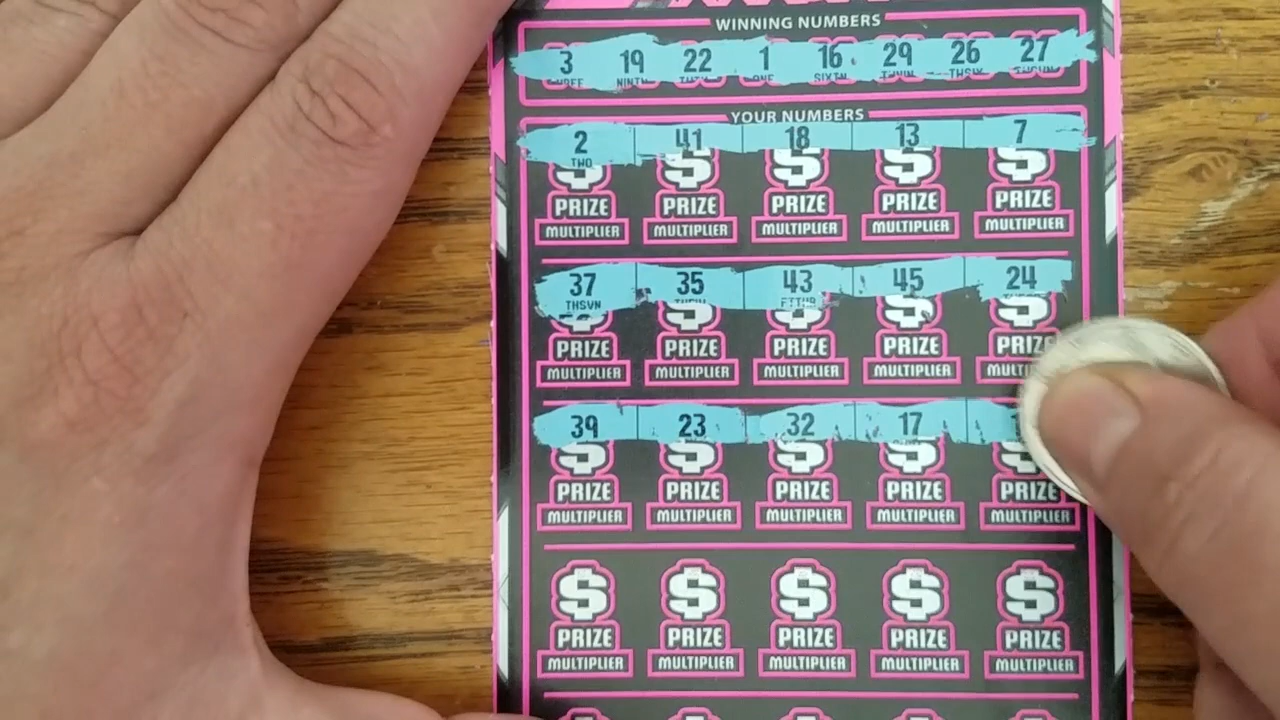 WINNING NUMBERS
3 19 22 1 16 29 26 27
YOUR NUMBERS
2 41 18 13 7
TWO
$ $ $ $ $
PRIZE PRIZE PRIZE PRIZE PRIZE
MULTIPLIER MULTIPLIER MULTIPLIER MULTIPLIER MULTIPLIER
37 35 43 45 24
THSVN
$ $ $ $ $
PRIZE PRIZE PRIZE PRIZE PRIZE
MULTIPLIER MULTIPLIER MULTIPLIER MULTIPLIER
39 23 32 17
$ $ $ $ $
PRIZE PRIZE PRIZE PRIZE PRIZE
MULTIPLIER MULTIPLIER MULTIPLIER MULTIPLIER MULTIPLIER
$ $ $ $ $
PRIZE PRIZE PRIZE PRIZE PRIZE
MULTIPLIER MULTIPLIER MULTIPLIER MULTIPLIER MULTIPLIER